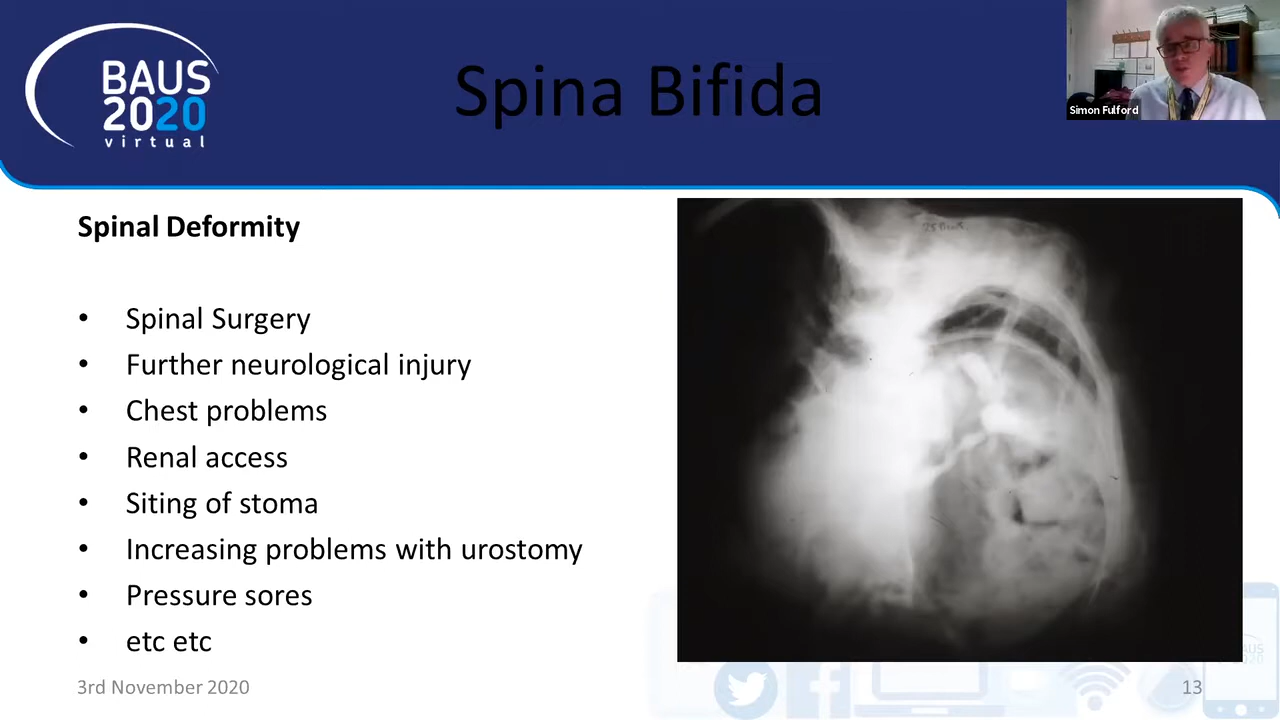 BAUS
2020
virtual
Spina Bifida
Simon Fulford
Spinal Deformity
• Spinal Surgery
• Further neurological injury
• Chest problems
• Renal access
• Siting of stoma
• Increasing problems with urostomy
• Pressure sores
• etc etc
3rd November 2020
13